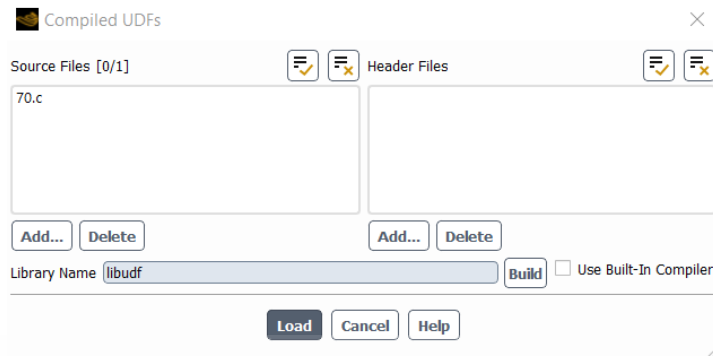 Compiled UDFs
Source Files [0/1]
Header Files
70.c
Add... Delete
Add... Delete
Library Name libudf Build Use Built-In Compiler
Load Cancel Help